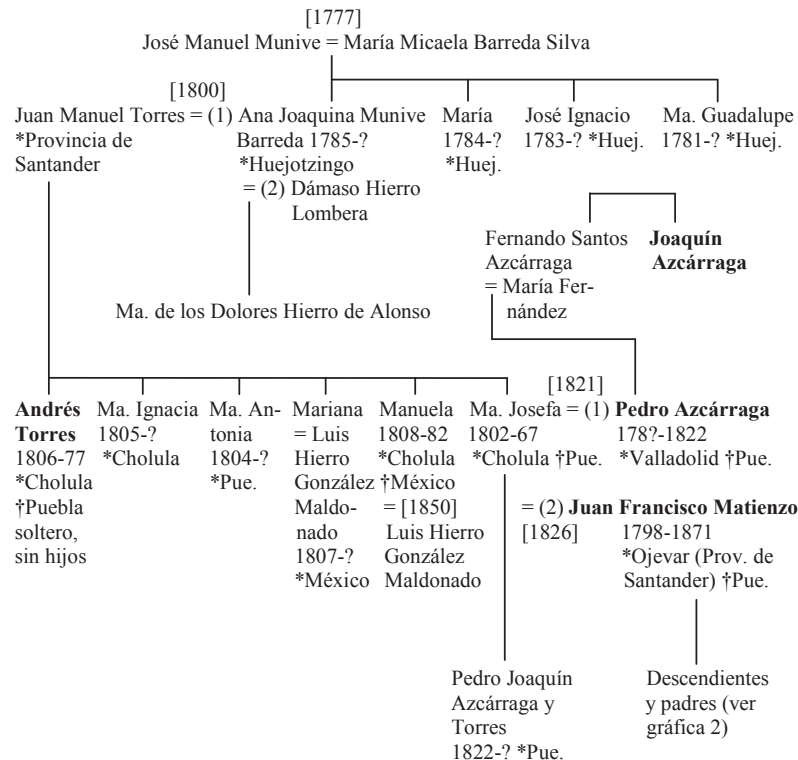 [1777]
José Manuel Munive = María Micaela Barreda Silva
[1800]
Juan Manuel Torres = (1) Ana Joaquina Munive
*Provincia de
Santander
Barreda 1785-?
*Huejotzingo
= (2) Dámaso Hierro
Lombera
María
1784-?
*Huej.
José Ignacio
1783-? *Huej.
Ma. Guadalupe
1781-? *Huej.
Fernando Santos
Azcárraga
= María Fer-
nández
Joaquín
Azcárraga
Ma. de los Dolores Hierro de Alonso
Andrés
Torres
1806-77
*Cholula
†Puebla
soltero,
sin hijos
Ma. Ignacia
1805-?
*Cholula
Ma. An-
tonia
1804-?
*Pue.
Mariana
= Luis
Hierro
González
Maldo-
nado
1807-?
*México
Manuela
1808-82
*Cholula
†México
= [1850]
Luis Hierro
González
Maldonado
[1821]
Ma. Josefa = (1) Pedro Azcárraga
1802-67
*Cholula †Pue.
178?-1822
*Valladolid †Pue.
= (2) Juan Francisco Matienzo
[1826]
1798-1871
*Ojevar (Prov. de
Santander) †Pue.
Pedro Joaquín
Azcárraga y
Torres
1822-? *Pue.
Descendientes
y padres (ver
gráfica 2)